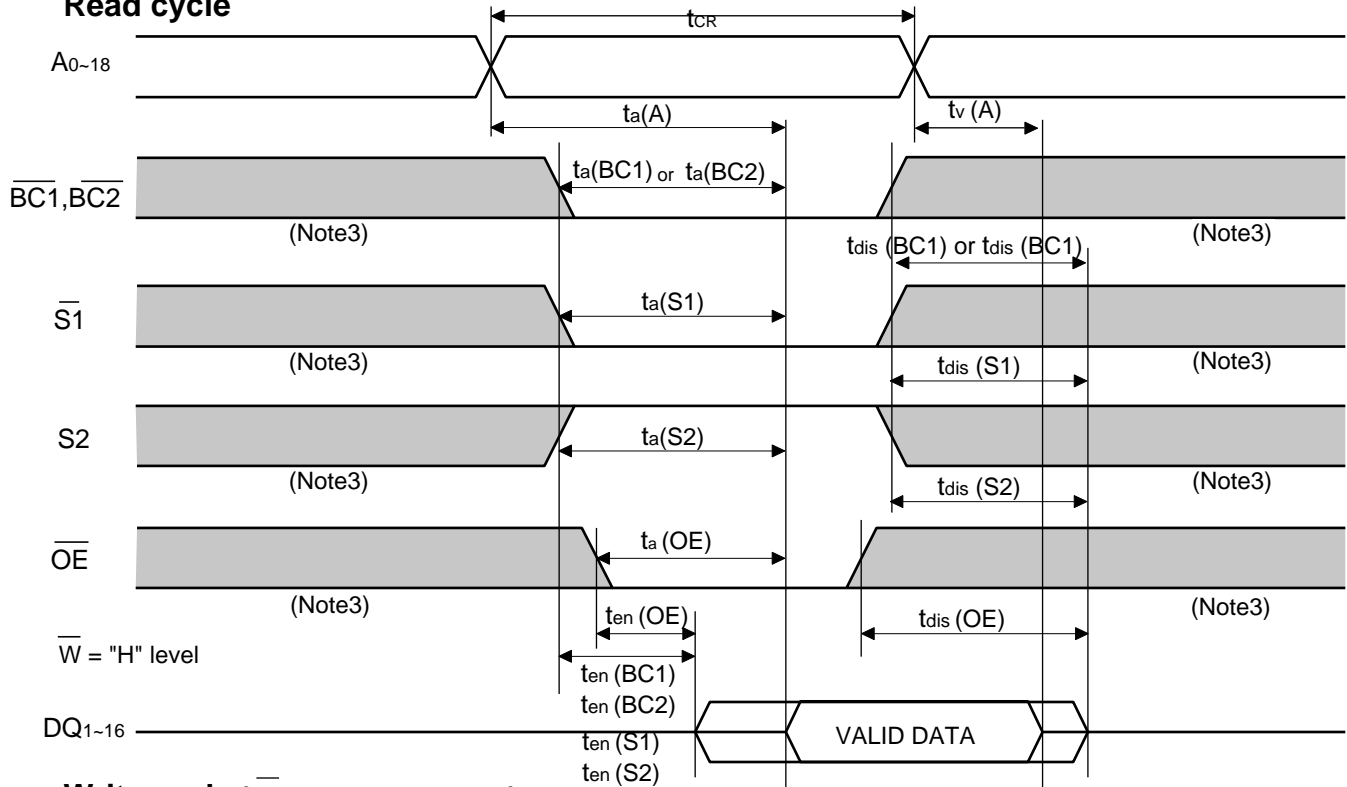 Read cycle
tCR
A0~18
ta(A)
tv (A)
BC1,BC2
ta(BC1) or ta(BC2)
(Note3)
(Note3)
tdis (BC1) or tdis (BC1)
S1
ta(S1)
(Note3)
(Note3)
tdis (S1)
S2
ta(S2)
(Note3)
(Note3)
tdis (S2)
OE
ta (OE)
(Note3)
(Note3)
ten (OE)
tdis (OE)
W = "H" level
ten (BC1)
ten (BC2)
DQ1~16
VALID DATA
ten (S1)
ten (S2)